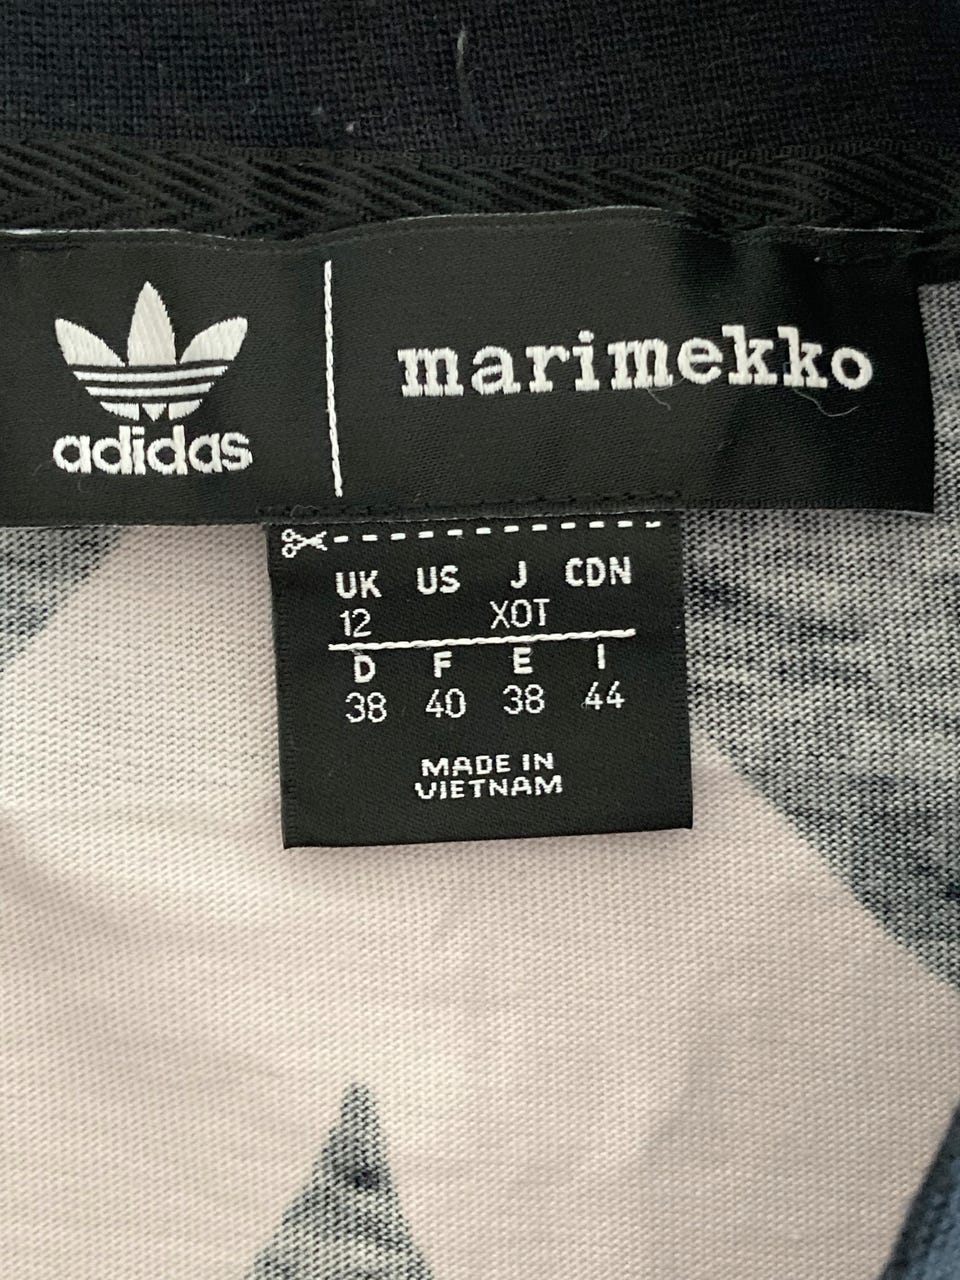 adidas
marimekko
UK US J CDN
12 XOT
D F E I
38 40 38 44
MADE IN
VIETNAM